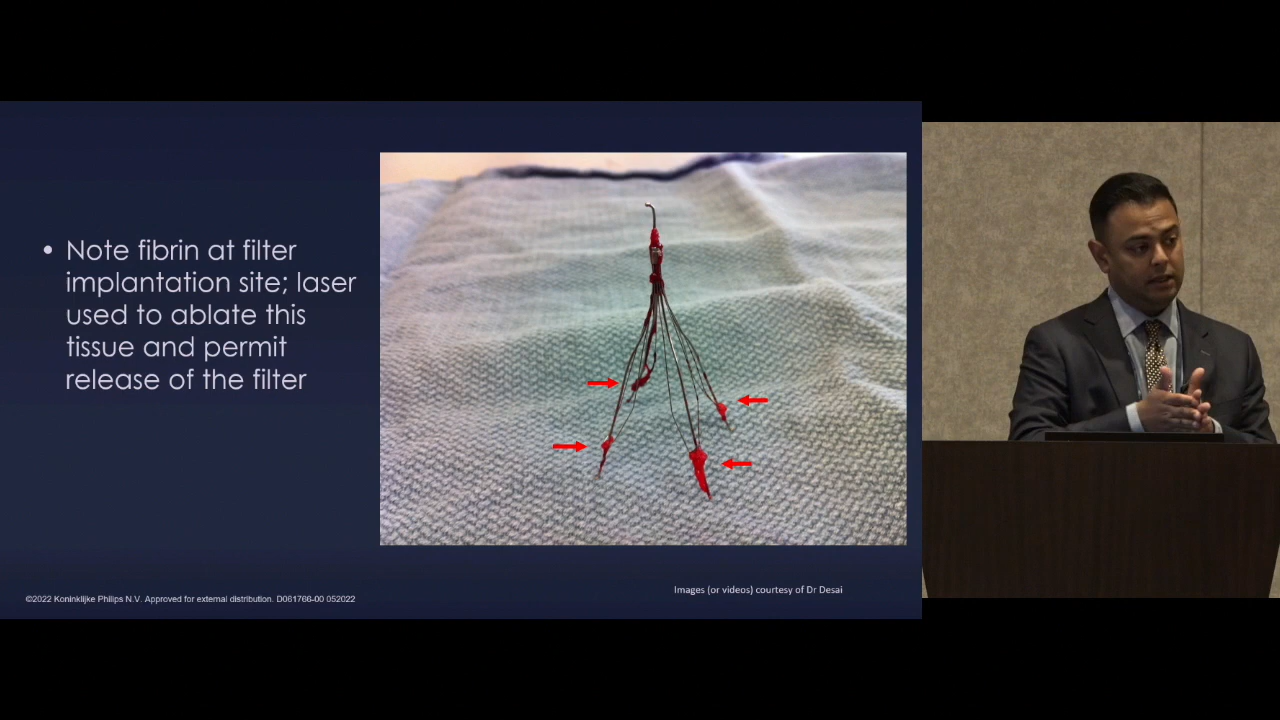 • Note fibrin at filter
implantation site; laser
used to ablate this
tissue and permit
release of the filter
Images (or videos) courtesy of Dr Desai
©2022 Koninklijke Philips N.V. Approved for external distribution. D061766-00 052022